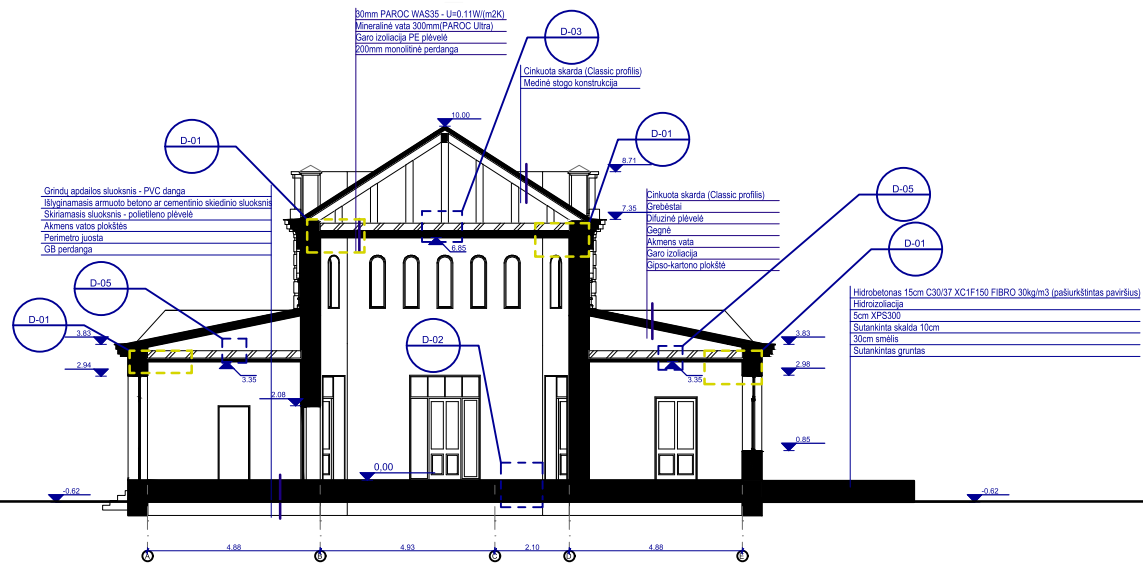 30mm PAROC WAS35 - U=0.11W/(m2K)
Mineralinė vata 300mm(PAROC Ultra)
Garo izoliacija PE plėvelė
200mm monolitinė perdanga
D-03
Cinkuota skarda (Classic profilis)
Medinė stogo konstrukcija
10.00
D-01
D-01
8.71
D-05
Grindų apdailos sluoksnis - PVC danga
Išlyginamasis armuoto betono ar cementinio skiedinio sluoksnis
Skiriamasis sluoksnis - polietileno plėvelė
Akmens vatos plokštės
Perimetro juosta
GB perdanga
Cinkuota skarda (Classic profilis)
Grebėstai
Difuzinė plėvelė
Gegnė
Akmens vata
Garo izoliacija
Gipso-kartono plokštė
7.35
6.85
D-01
D-05
Hidrobetonas 15cm C30/37 XC1F150 FIBRO 30kg/m3 (pašiurkštintas paviršius)
Hidroizoliacija
5cm XPS300
Sutankinta skalda 10cm
30cm smėlis
Sutankintas gruntas
D-01
3.83
D-02
3.83
2.94
3.35
3.35
2.98
2.08
0.85
0,00
-0.62
-0.62
4.88
4.93
2.10
4.88
A
B
C
D
E